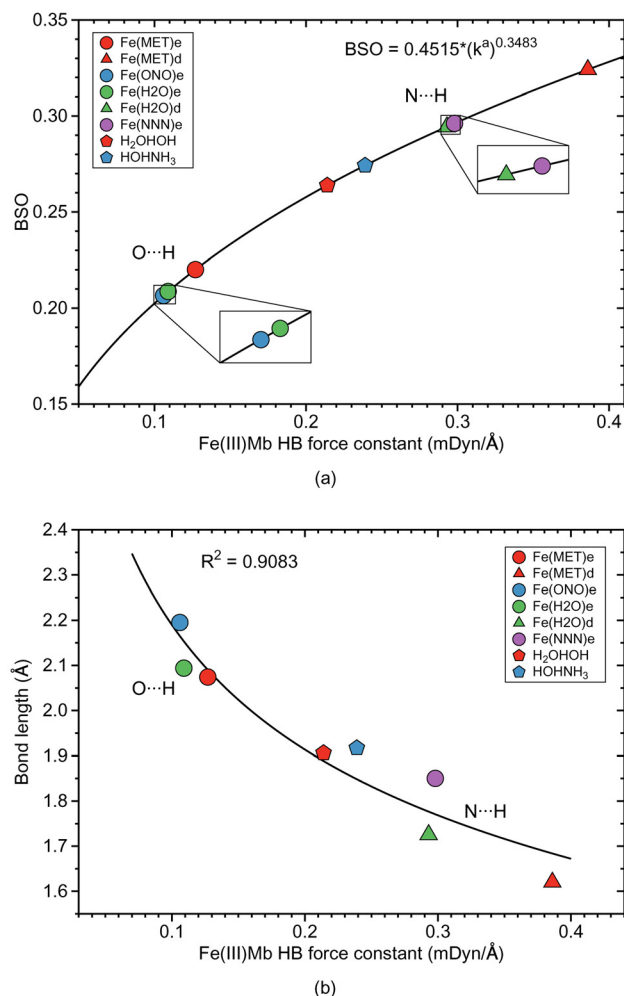 Fe(MET)e
Fe(MET)d
Fe(ONO)e
Fe(H2O)e
Fe(H2O)d
Fe(NNN)e
H₂OHOH
HOHNH₃
BSO = 0.4515*(kᵃ)^0.3483
N···H
O···H
BSO
0.35
0.30
0.25
0.20
0.15
0.1 0.2 0.3 0.4
Fe(III)Mb HB force constant (mDyn/Å)
(a)
R² = 0.9083
Fe(MET)e
Fe(MET)d
Fe(ONO)e
Fe(H2O)e
Fe(H2O)d
Fe(NNN)e
H₂OHOH
HOHNH₃
O···H
N···H
Bond length (Å)
2.4
2.3
2.2
2.1
2.0
1.9
1.8
1.7
1.6
0.1 0.2 0.3 0.4
Fe(III)Mb HB force constant (mDyn/Å)
(b)